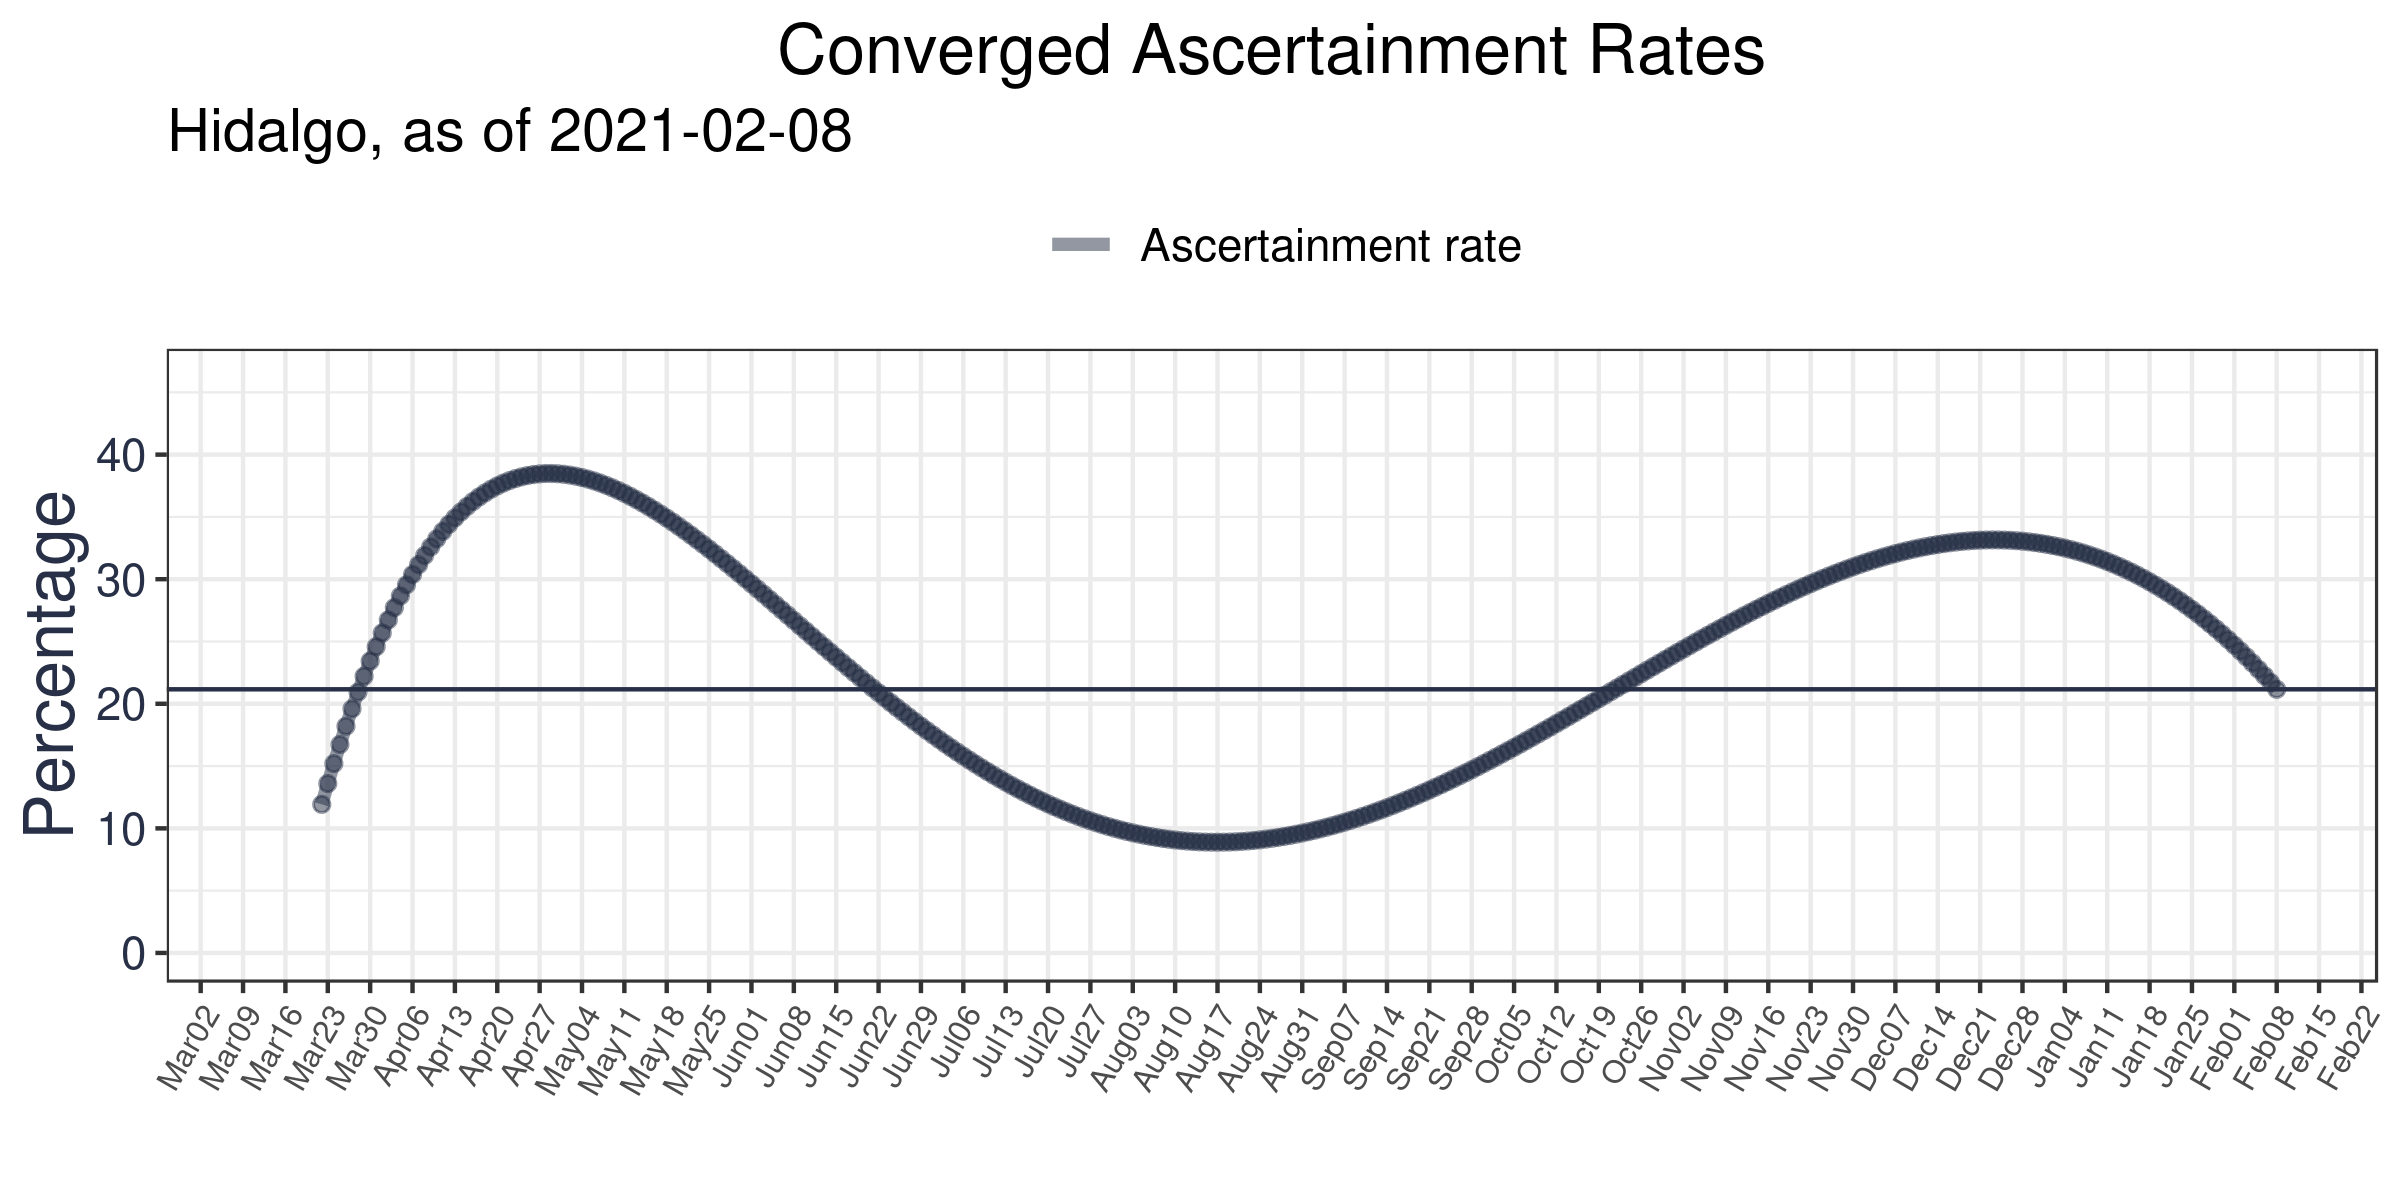 Converged Ascertainment Rates
Hidalgo, as of 2021-02-08
Ascertainment rate
Percentage
40
30
20
10
0
Mar02 Mar09 Mar16 Mar23 Mar30 Apr06 Apr13 Apr20 Apr27 May04 May11 May18 May25 Jun01 Jun08 Jun15 Jun22 Jun29 Jul06 Jul13 Jul20 Jul27 Aug03 Aug10 Aug17 Aug24 Aug31 Sep07 Sep14 Sep21 Sep28 Oct05 Oct12 Oct19 Oct26 Nov02 Nov09 Nov16 Nov23 Nov30 Dec07 Dec14 Dec21 Dec28 Jan04 Jan11 Jan18 Jan25 Feb01 Feb08 Feb15 Feb22